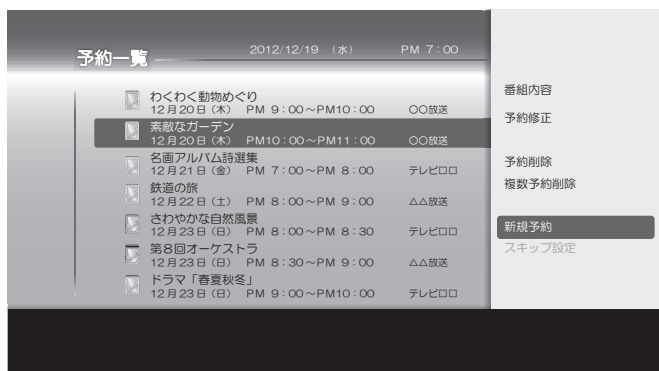 予約一覧
2012/12/19 (水) PM 7:00
わくわく動物めぐり
12月20日(木) PM 9:00~PM10:00 〇〇放送
素敵なガーデン
12月20日(木) PM10:00~PM11:00 〇〇放送
名画アルバム詩選集
12月21日(金) PM 7:00~PM 8:00 テレビ□□
鉄道の旅
12月22日(土) PM 8:00~PM 9:00 △△放送
さわやかな自然風景
12月23日(日) PM 8:00~PM 8:30 テレビ□□
第8回オーケストラ
12月23日(日) PM 8:30~PM 9:00 △△放送
ドラマ「春夏秋冬」
12月23日(日) PM 9:00~PM10:00 テレビ□□
番組内容
予約修正
予約削除
複数予約削除
新規予約
スキップ設定